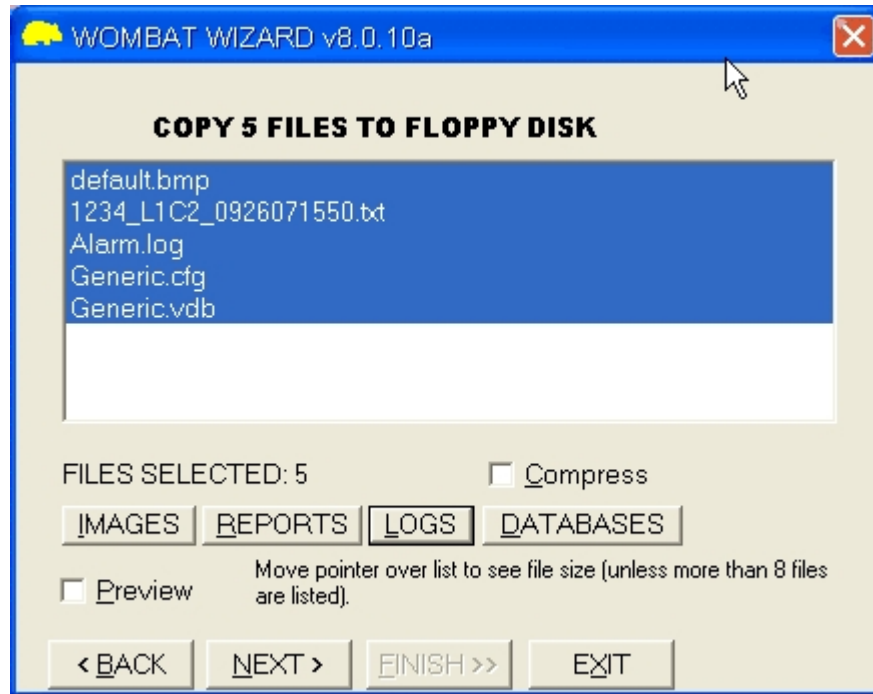 WOMBAT WIZARD v8.0.10a
COPY 5 FILES TO FLOPPY DISK
default.bmp
1234_L1C2_0926071550.txt
Alarm.log
Generic.cfg
Generic.vdb
FILES SELECTED: 5
Compress
IMAGES REPORTS LOGS DATABASES
Preview
Move pointer over list to see file size (unless more than 8 files
are listed).
< BACK NEXT > FINISH >> EXIT